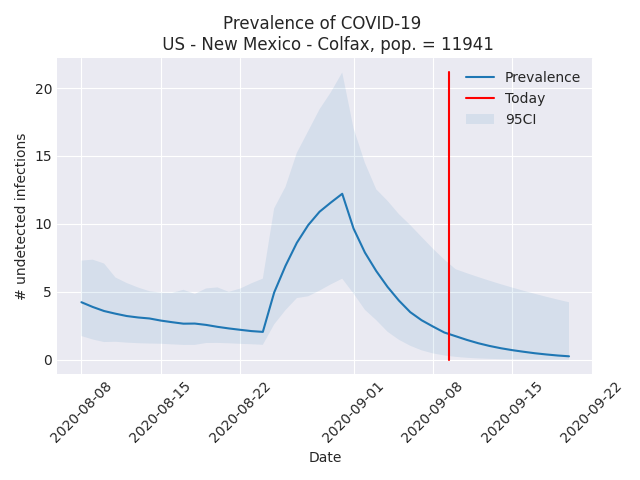 Prevalence of COVID-19
US - New Mexico - Colfax, pop. = 11941
# undetected infections
20
15
10
5
0
Prevalence
Today
95CI
2020-08-08
2020-08-15
2020-08-22
2020-09-01
2020-09-08
2020-09-15
2020-09-22
Date